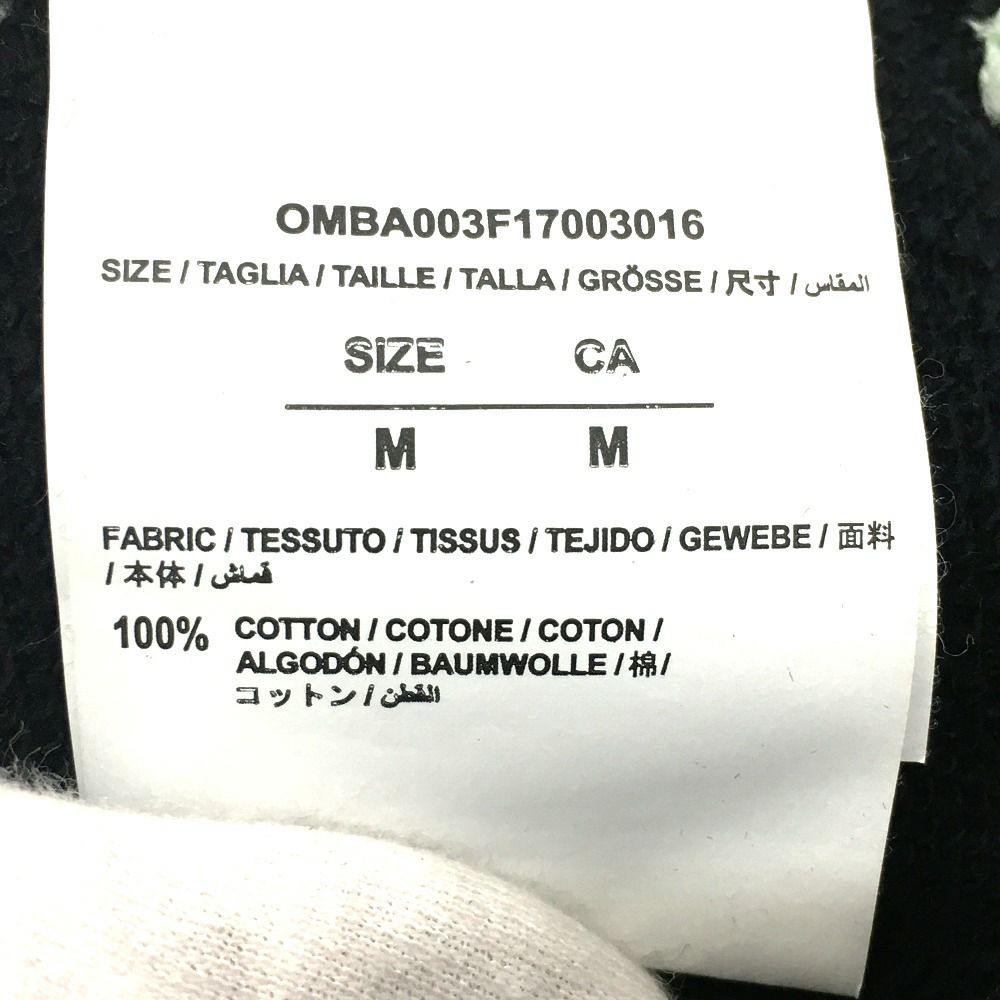 OMBA003F17003016
SIZE / TAGLIA / TAILLE / TALLA / GRÖSSE / 尺寸 / المقاس
SIZE CA
M M
FABRIC / TESSUTO / TISSUS / TEJIDO / GEWEBE / 面料
/ 本体 / قماش
100% COTTON / COTONE / COTON /
ALGODÓN / BAUMWOLLE / 棉 /
コットン / القطن